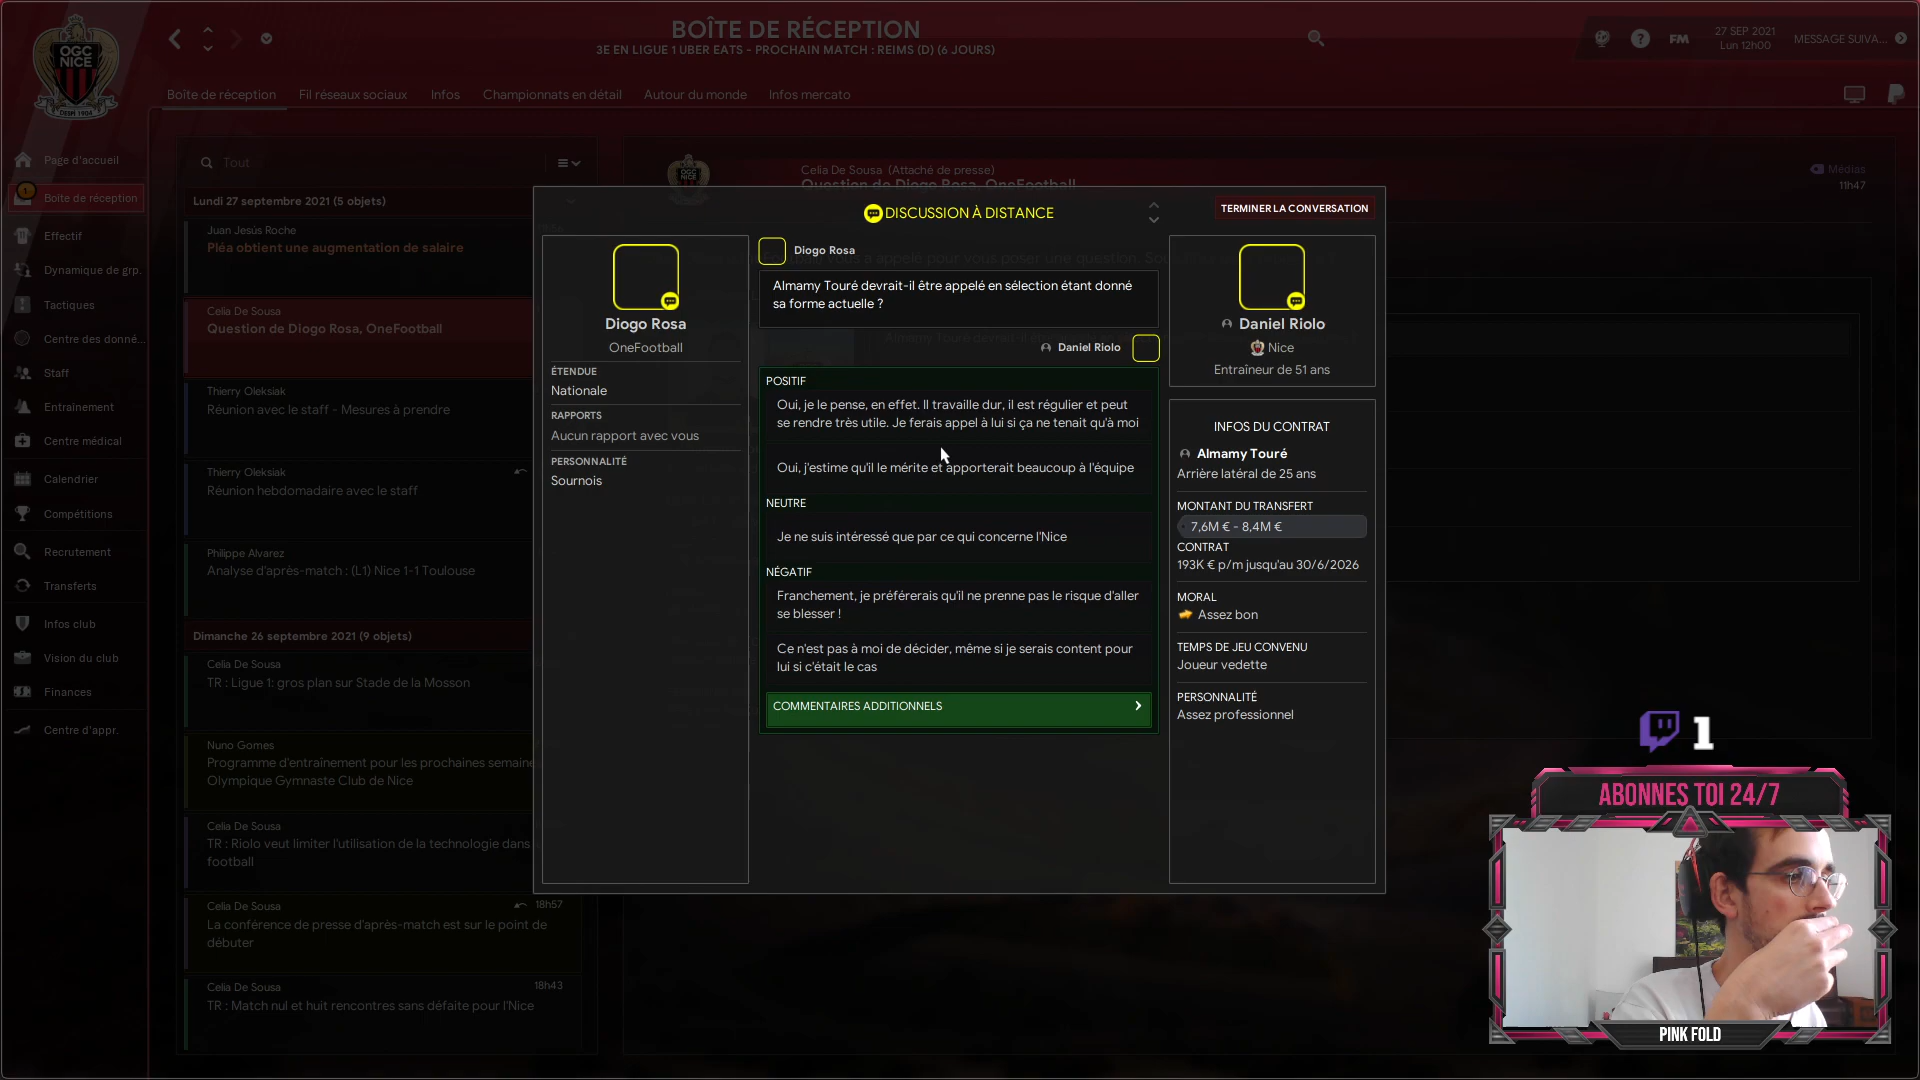 OGC
NICE
BOÎTE DE RÉCEPTION
3E EN LIGUE 1 UBER EATS - PROCHAIN MATCH : REIMS (D) (6 JOURS)
FM
27 SEP 2021
Lun 12h00
MESSAGE SUIVA...
Boîte de réception
Fil réseaux sociaux
Infos
Championnats en détail
Autour du monde
Infos mercato
Page d'accueil
Boîte de réception
Effectif
Dynamique de grp.
Tactiques
Centre des donné...
Staff
Entraînement
Centre médical
Calendrier
Compétitions
Recrutement
Transferts
Infos club
Vision du club
Finances
Centre d'appr.
Tout
Lundi 27 septembre 2021 (5 objets)
Juan Jesús Roche
Pléa obtient une augmentation de salaire
Celia De Sousa
Question de Diogo Rosa, OneFootball
Thierry Oleksiak
Réunion avec le staff - Mesures à prendre
Thierry Oleksiak
Réunion hebdomadaire avec le staff
Philippe Alvarez
Analyse d'après-match : (L1) Nice 1-1 Toulouse
Dimanche 26 septembre 2021 (9 objets)
Celia De Sousa
TR : Ligue 1: gros plan sur Stade de la Mosson
Nuno Gomes
Programme d'entraînement pour les prochaines semaine
Olympique Gymnaste Club de Nice
Celia De Sousa
TR : Riolo veut limiter l'utilisation de la technologie dans
football
Celia De Sousa
18h57
La conférence de presse d'après-match est sur le point de
débuter
Celia De Sousa
18h43
TR : Match nul et huit rencontres sans défaite pour l'Nice
Celia De Sousa (Attaché de presse)
Question de Diogo Rosa, OneFootball
Médias
11h47
DISCUSSION À DISTANCE
TERMINER LA CONVERSATION
Diogo Rosa
OneFootball
ÉTENDUE
Nationale
RAPPORTS
Aucun rapport avec vous
PERSONNALITÉ
Sournois
Diogo Rosa
Almamy Touré devrait-il être appelé en sélection étant donné
sa forme actuelle ?
Daniel Riolo
POSITIF
Oui, je le pense, en effet. Il travaille dur, il est régulier et peut
se rendre très utile. Je ferais appel à lui si ça ne tenait qu'à moi
Oui, j'estime qu'il le mérite et apporterait beaucoup à l'équipe
NEUTRE
Je ne suis intéressé que par ce qui concerne l'Nice
NÉGATIF
Franchement, je préférerais qu'il ne prenne pas le risque d'aller
se blesser !
Ce n'est pas à moi de décider, même si je serais content pour
lui si c'était le cas
COMMENTAIRES ADDITIONNELS
Daniel Riolo
Nice
Entraîneur de 51 ans
INFOS DU CONTRAT
Almamy Touré
Arrière latéral de 25 ans
MONTANT DU TRANSFERT
7,6M € - 8,4M €
CONTRAT
193K € p/m jusqu'au 30/6/2026
MORAL
Assez bon
TEMPS DE JEU CONVENU
Joueur vedette
PERSONNALITÉ
Assez professionnel
1
ABONNES TOI 24/7
PINK FOLD